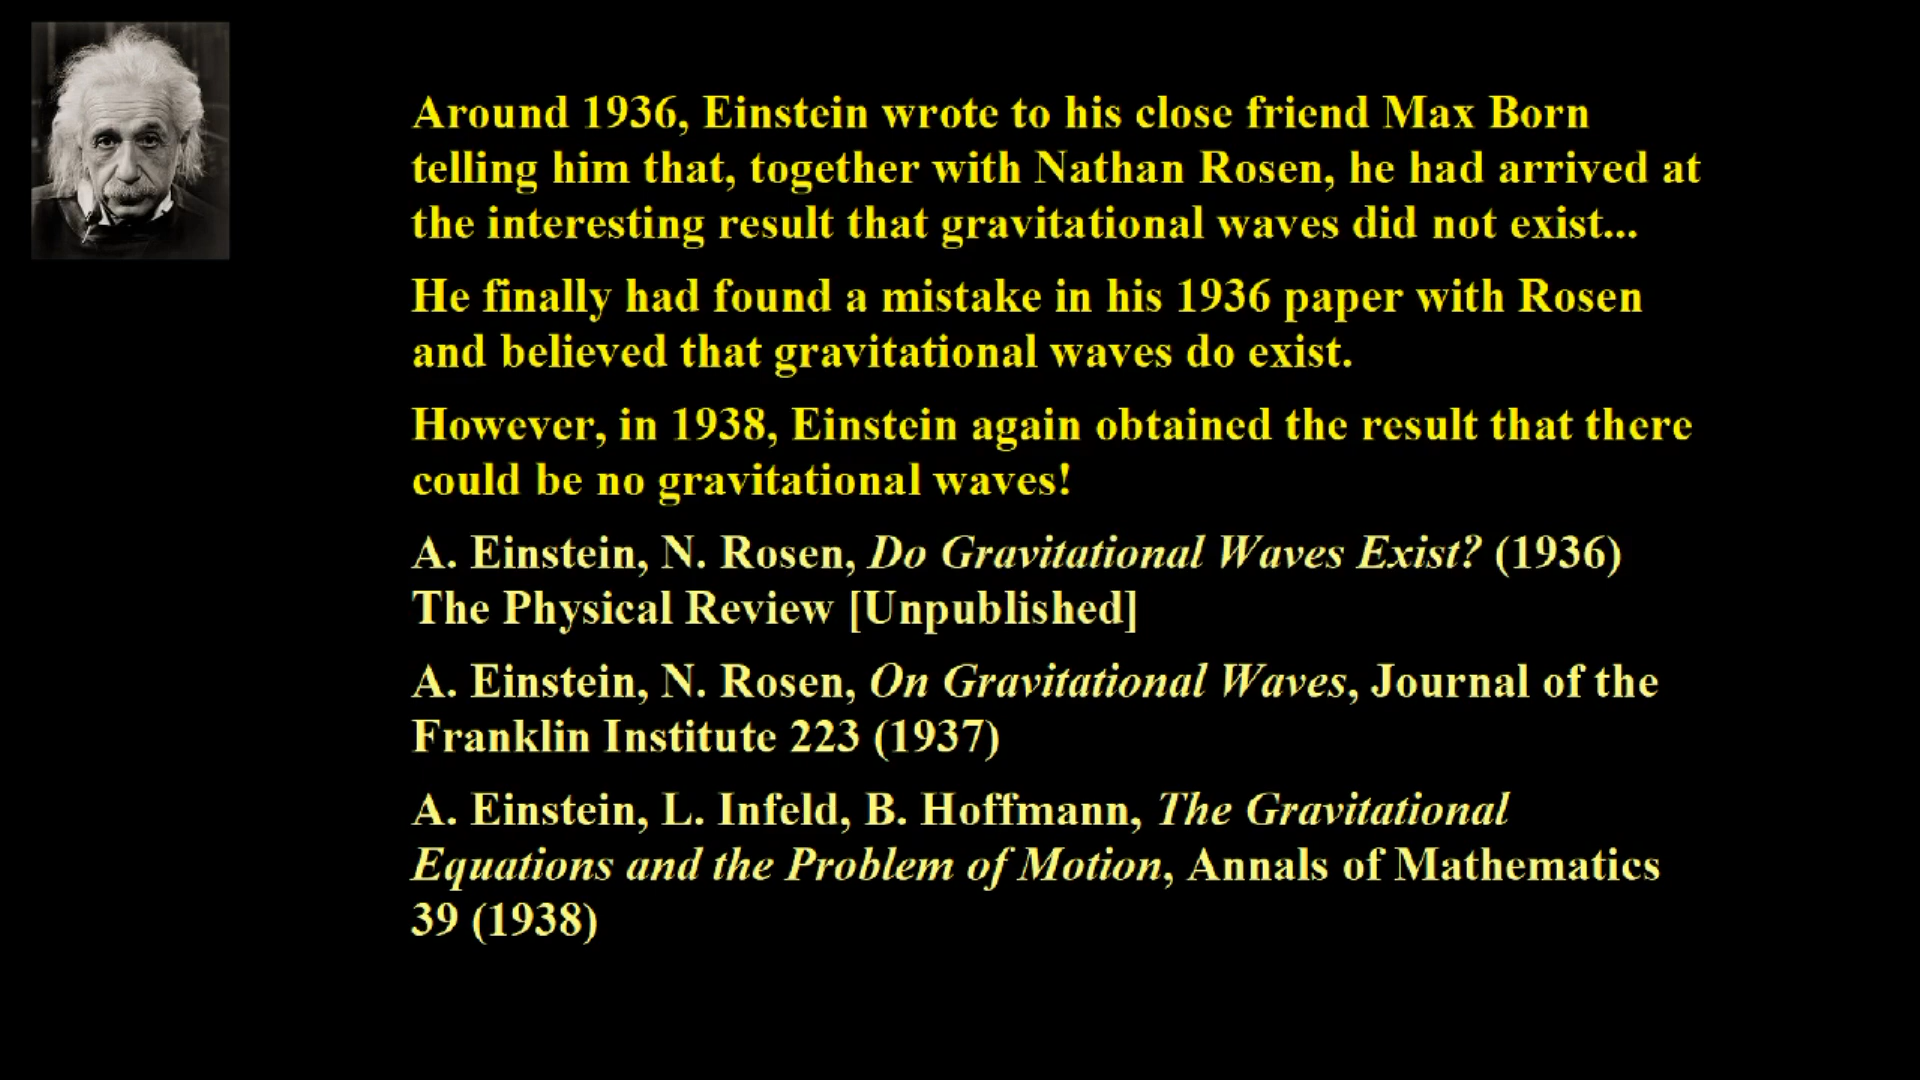 Around 1936, Einstein wrote to his close friend Max Born
telling him that, together with Nathan Rosen, he had arrived at
the interesting result that gravitational waves did not exist...
He finally had found a mistake in his 1936 paper with Rosen
and believed that gravitational waves do exist.
However, in 1938, Einstein again obtained the result that there
could be no gravitational waves!
A. Einstein, N. Rosen, Do Gravitational Waves Exist? (1936)
The Physical Review [Unpublished]
A. Einstein, N. Rosen, On Gravitational Waves, Journal of the
Franklin Institute 223 (1937)
A. Einstein, L. Infeld, B. Hoffmann, The Gravitational
Equations and the Problem of Motion, Annals of Mathematics
39 (1938)